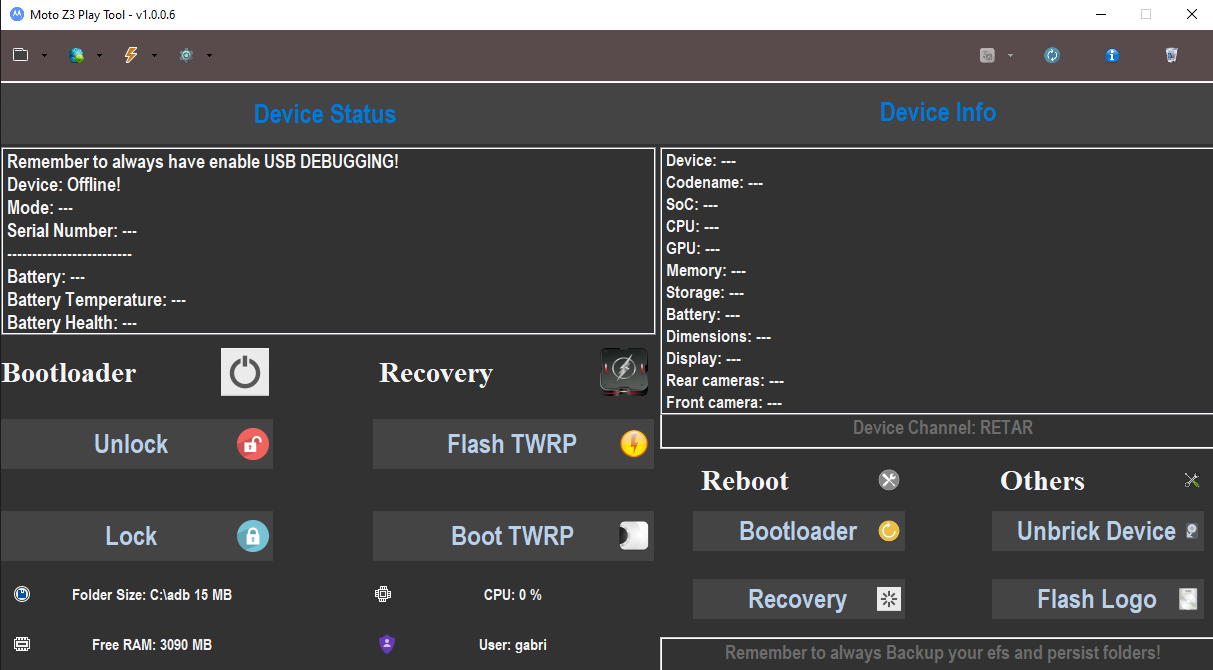 Moto Z3 Play Tool - v1.0.0.6
Device Status
Remember to always have enable USB DEBUGGING!
Device: Offline!
Mode: ---
Serial Number: ---
-------------------------
Battery: ---
Battery Temperature: ---
Battery Health: ---
Device Info
Device: ---
Codename: ---
SoC: ---
CPU: ---
GPU: ---
Memory: ---
Storage: ---
Battery: ---
Dimensions: ---
Display: ---
Rear cameras: ---
Front camera: ---
Device Channel: RETAR
Bootloader
Unlock
Lock
Recovery
Flash TWRP
Boot TWRP
Reboot
Bootloader
Recovery
Others
Unbrick Device
Flash Logo
Folder Size: C:\adb 15 MB
CPU: 0 %
Free RAM: 3090 MB
User: gabri
Remember to always Backup your efs and persist folders!